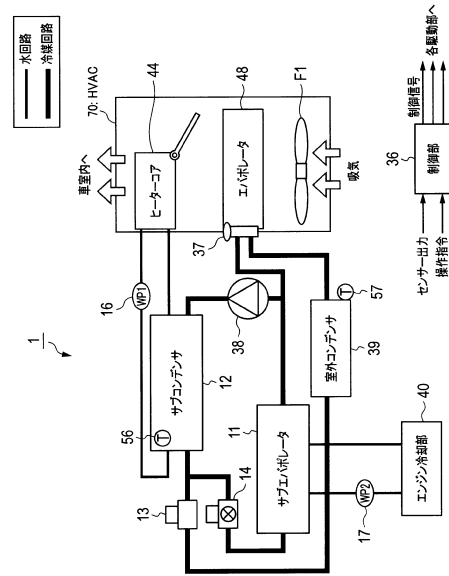 水回路
冷媒回路
1
70: HVAC
車室内へ
44
ヒーターコア
48
エバポレータ
F1
吸気
37
16
WP1
56
T
サブコンデンサ
12
38
13
14
11
サブエバポレータ
室外コンデンサ
T
57
39
WP2
17
エンジン冷却部
40
センサー出力
操作指令
36
制御部
制御信号
各駆動部へ